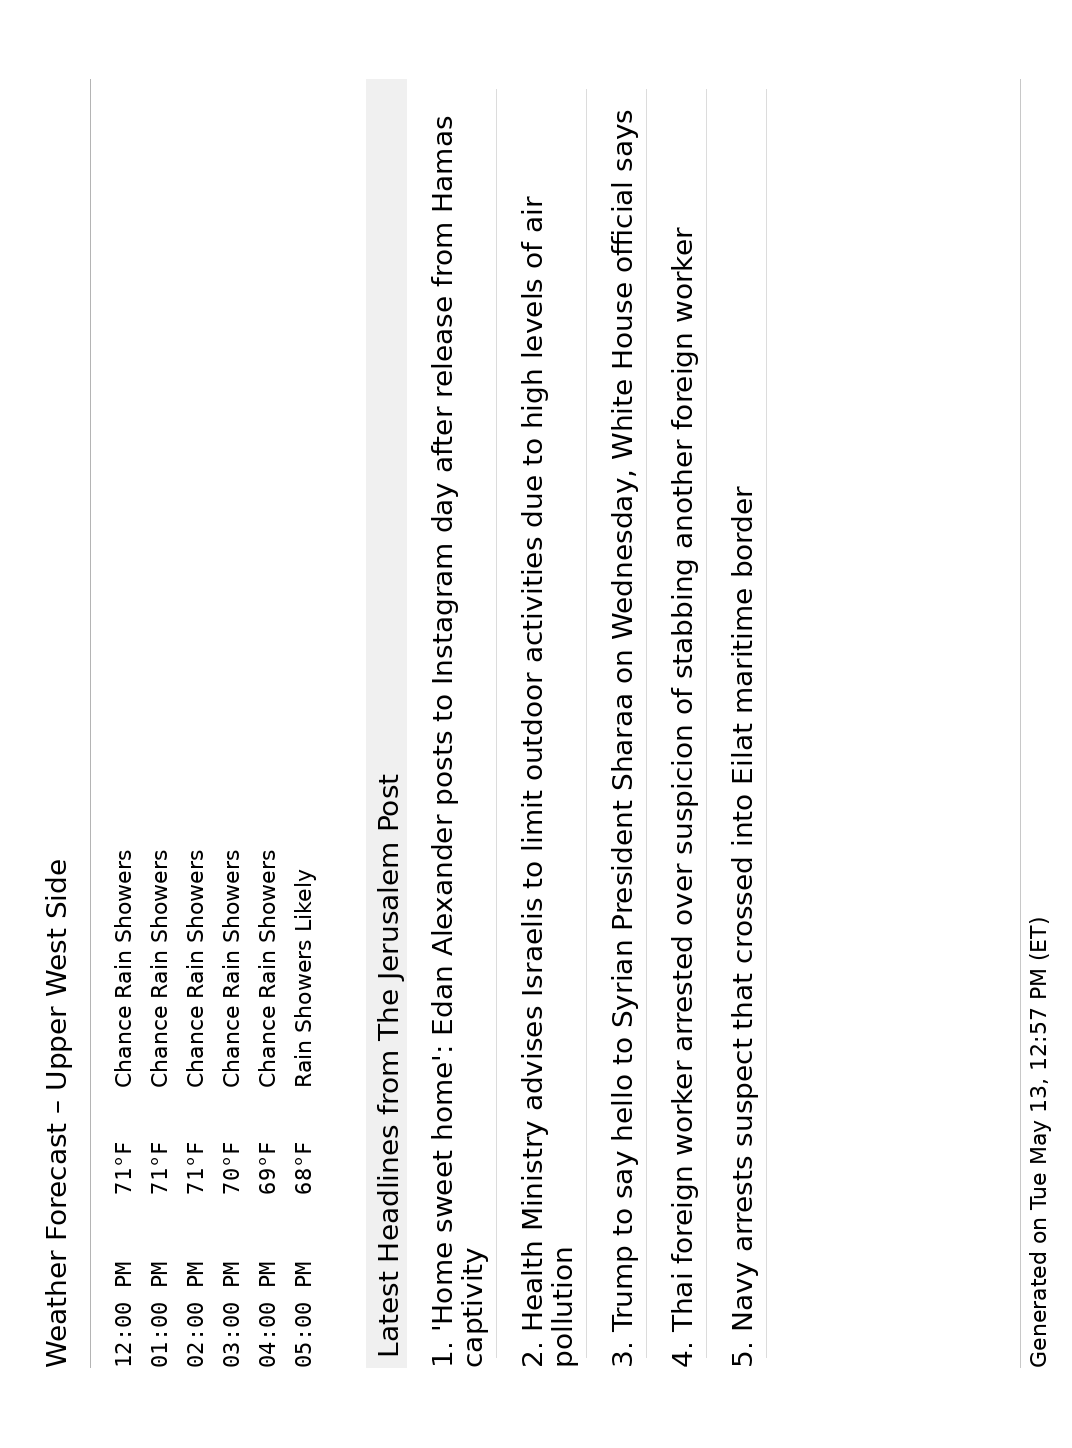 Weather Forecast – Upper West Side
12:00 PM 71°F Chance Rain Showers
01:00 PM 71°F Chance Rain Showers
02:00 PM 71°F Chance Rain Showers
03:00 PM 70°F Chance Rain Showers
04:00 PM 69°F Chance Rain Showers
05:00 PM 68°F Rain Showers Likely
Latest Headlines from The Jerusalem Post
1. 'Home sweet home': Edan Alexander posts to Instagram day after release from Hamas
captivity
2. Health Ministry advises Israelis to limit outdoor activities due to high levels of air
pollution
3. Trump to say hello to Syrian President Sharaa on Wednesday, White House official says
4. Thai foreign worker arrested over suspicion of stabbing another foreign worker
5. Navy arrests suspect that crossed into Eilat maritime border
Generated on Tue May 13, 12:57 PM (ET)